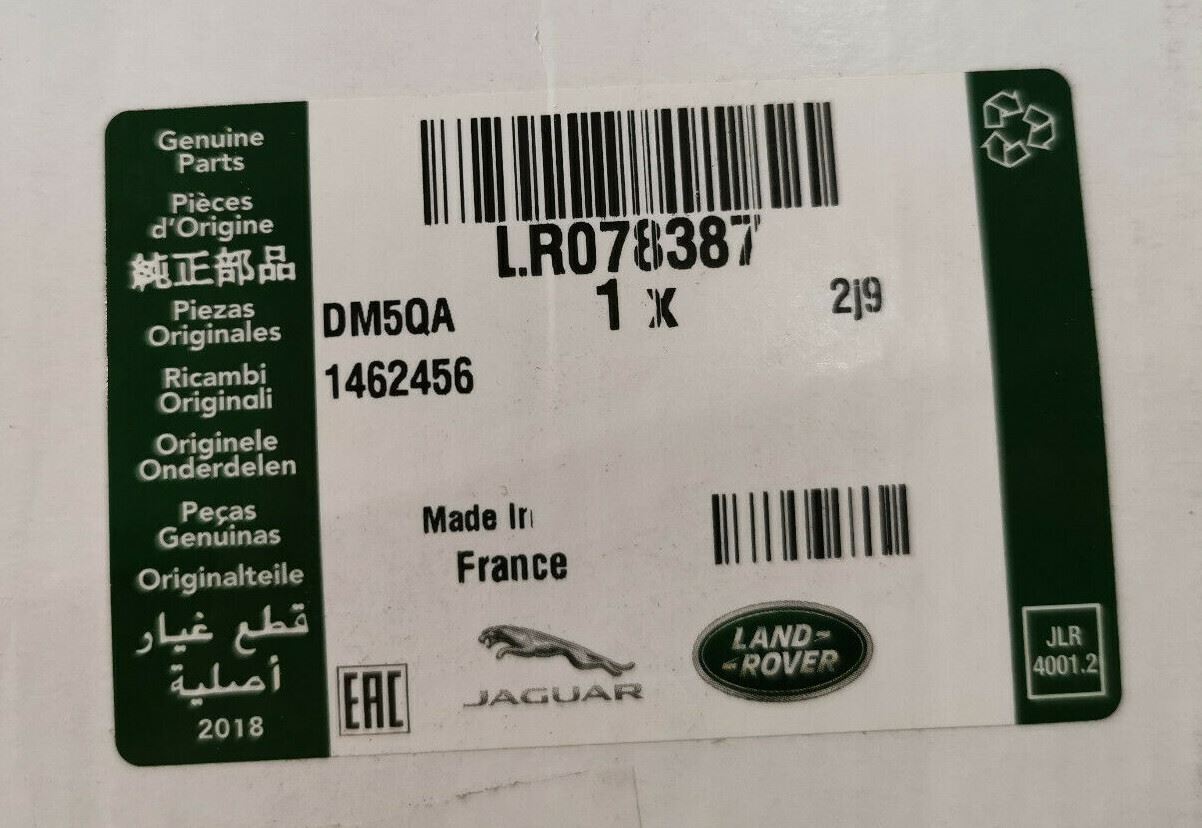 Genuine
Parts
Pièces
d'Origine
純正部品
Piezas
Originales
Ricambi
Originali
Originele
Onderdelen
Peças
Genuinas
Originalteile
قطع غيار
أصلية
2018
LR078387
1 x
2j9
DM5QA
1462456
Made In
France
EAC
JAGUAR
LAND-
-ROVER
JLR
4001.2